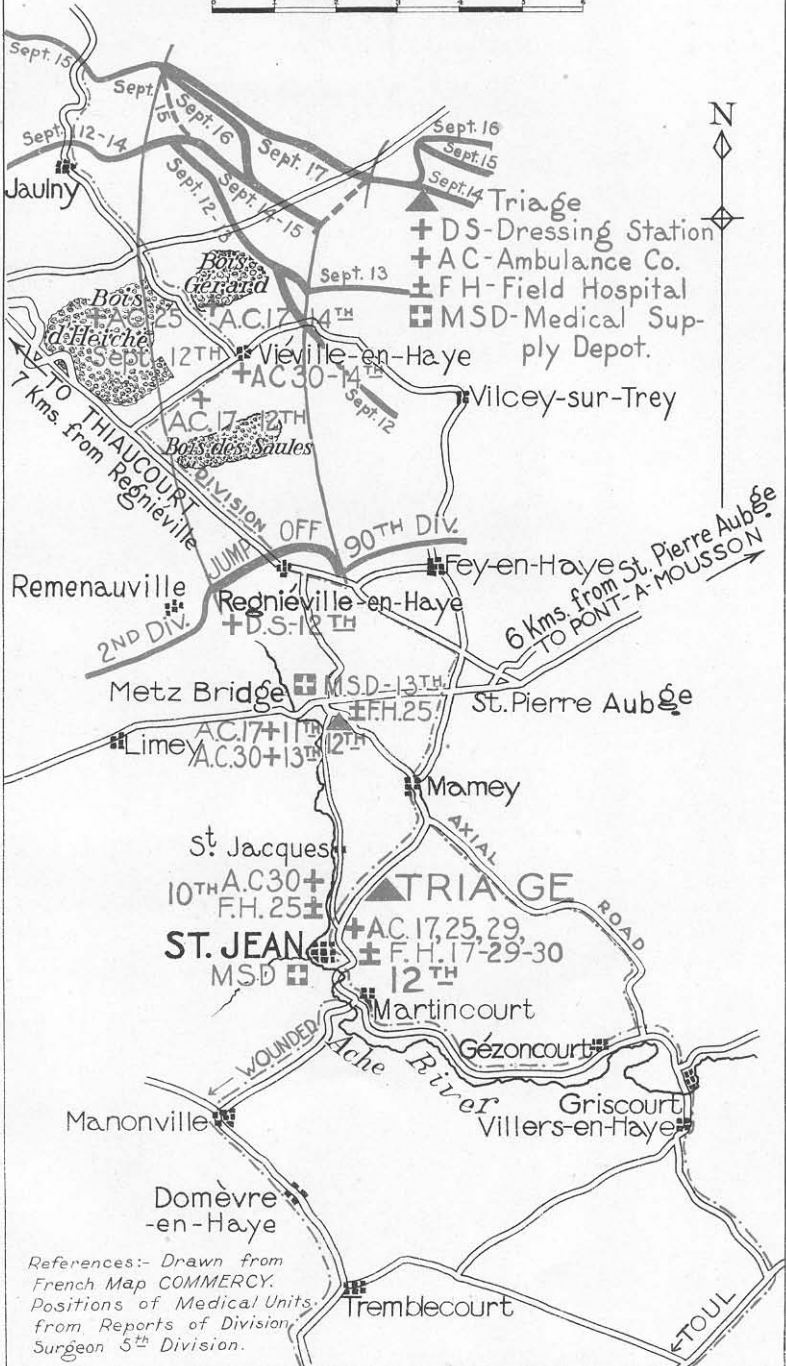 Sept. 15
Sept.
15
Sept. 16
Sept. 17
Sept. 16
Sept. 15
Sept. 14
N
Sept. 12-14
Sept. 14-15
Sept. 12-13
Sept. 13
Jaulny
Triage
DS-Dressing Station
AC-Ambulance Co.
FH-Field Hospital
MSD-Medical Sup-
ply Depot.
Bois
Gérard
Bois
d'Heiche
AC 25
Sept. 12TH
A.C. 17-14TH
Viéville-en-Haye
AC 30-14TH
Sept. 12
Vilcey-sur-Trey
A.C. 17-12TH
Bois des Saules
TO THIAUCOURT
7 Kms. from Regniéville
DIVISION
JUMP OFF
90TH DIV.
2ND DIV.
Remenauville
Regniéville-en-Haye
Fey-en-Haye
6 Kms. from St. Pierre Aubge
TO PONT-A-MOUSSON
D.S.-12TH
Metz Bridge
M.S.D-13TH
F.H. 25
St. Pierre Aubge
Limey
A.C. 17+11TH
A.C. 30+13TH
12TH
Mamey
St. Jacques
10TH A.C 30
F.H. 25
TRIAGE
AXIAL ROAD
A.C. 17, 25, 29,
F.H. 17-29-30
12TH
ST. JEAN
MSD
Martincourt
Gézoncourt
WOUNDED
Ache River
Griscourt
Villers-en-Haye
Manonville
Domèvre
-en-Haye
Tremblecourt
TOUL
References:- Drawn from
French Map COMMERCY.
Positions of Medical Units
from Reports of Division
Surgeon 5th Division.